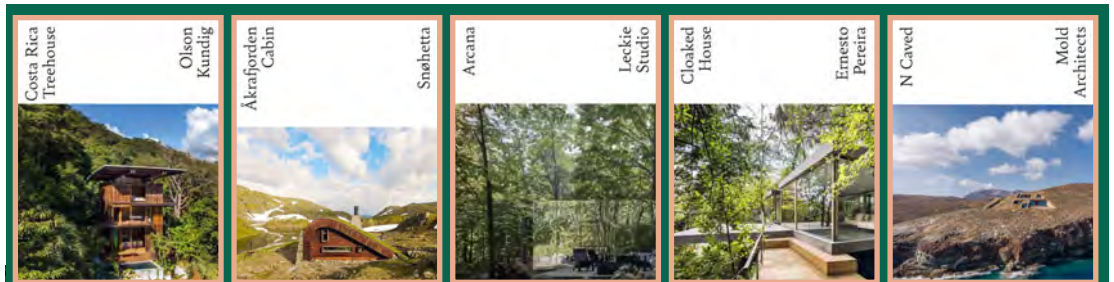 Costa Rica
Treehouse
Olson
Kundig
Åkrafjorden
Cabin
Snøhetta
Arcana
Leckie
Studio
Cloaked
House
Ernesto
Pereira
N Caved
Mold
Architects